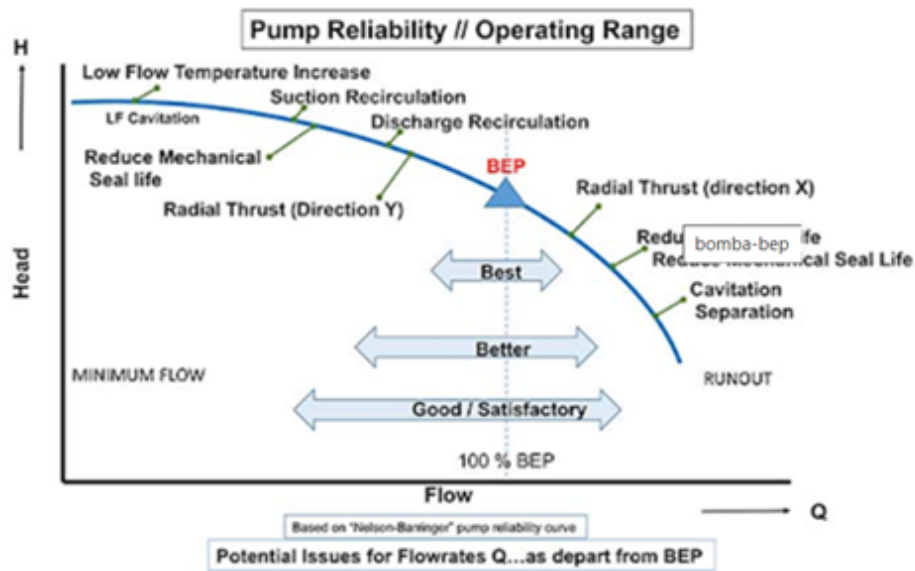 Pump Reliability // Operating Range
H
Low Flow Temperature Increase
Suction Recirculation
LF Cavitation
Discharge Recirculation
Reduce Mechanical
Seal life
BEP
Radial Thrust (direction X)
Radial Thrust (Direction Y)
bomba-bep
Reduce Mechanical Seal Life
Head
Best
Cavitation
Separation
Better
MINIMUM FLOW
RUNOUT
Good / Satisfactory
100 % BEP
Flow
Q
Based on "Nelson-Barringer" pump reliability curve
Potential Issues for Flowrates Q...as depart from BEP